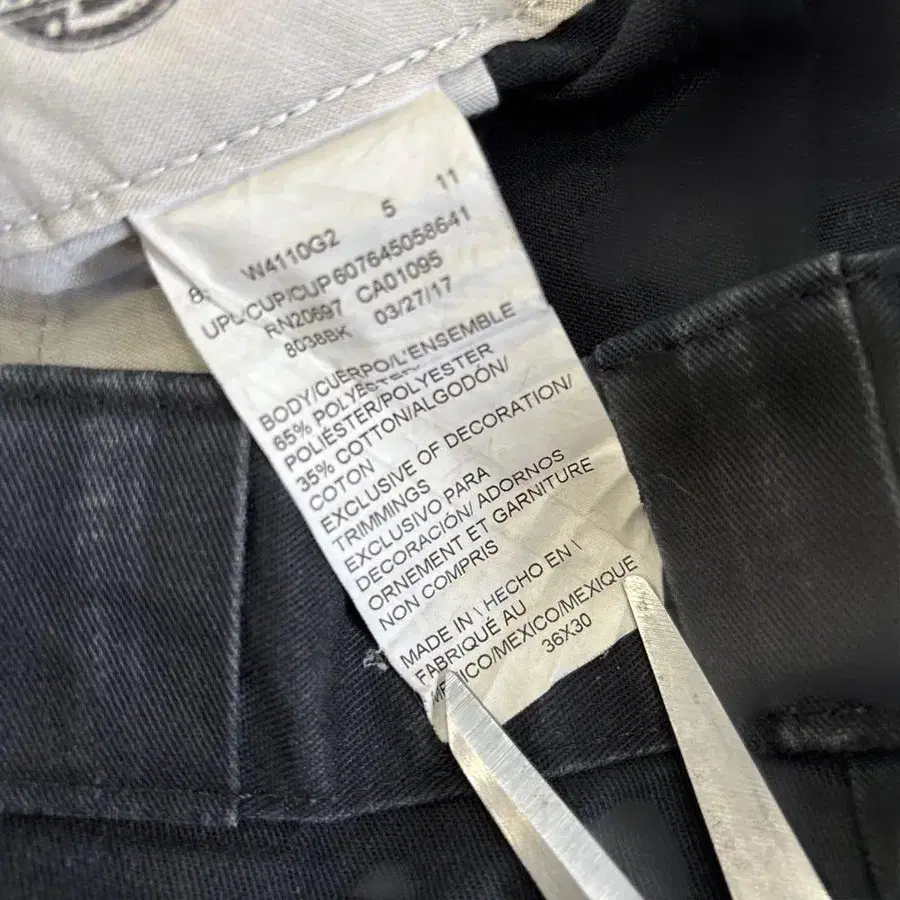 5 11
W4110G2
UPC/CUP/CUP 607645058641
RN20697 CA01095
8038BK 03/27/17
BODY/CUERPO/L'ENSEMBLE
65% POLYESTER
POLIÉSTER/POLYESTER
35% COTTON/ALGODÓN/
COTON
EXCLUSIVE OF DECORATION/
TRIMMINGS
EXCLUSIVO PARA
DECORACIÓN/ ADORNOS
ORNEMENT ET GARNITURE
NON COMPRIS
MADE IN \ HECHO EN \
FABRIQUÉ AU
MEXICO/MEXICO/MEXIQUE
36X30